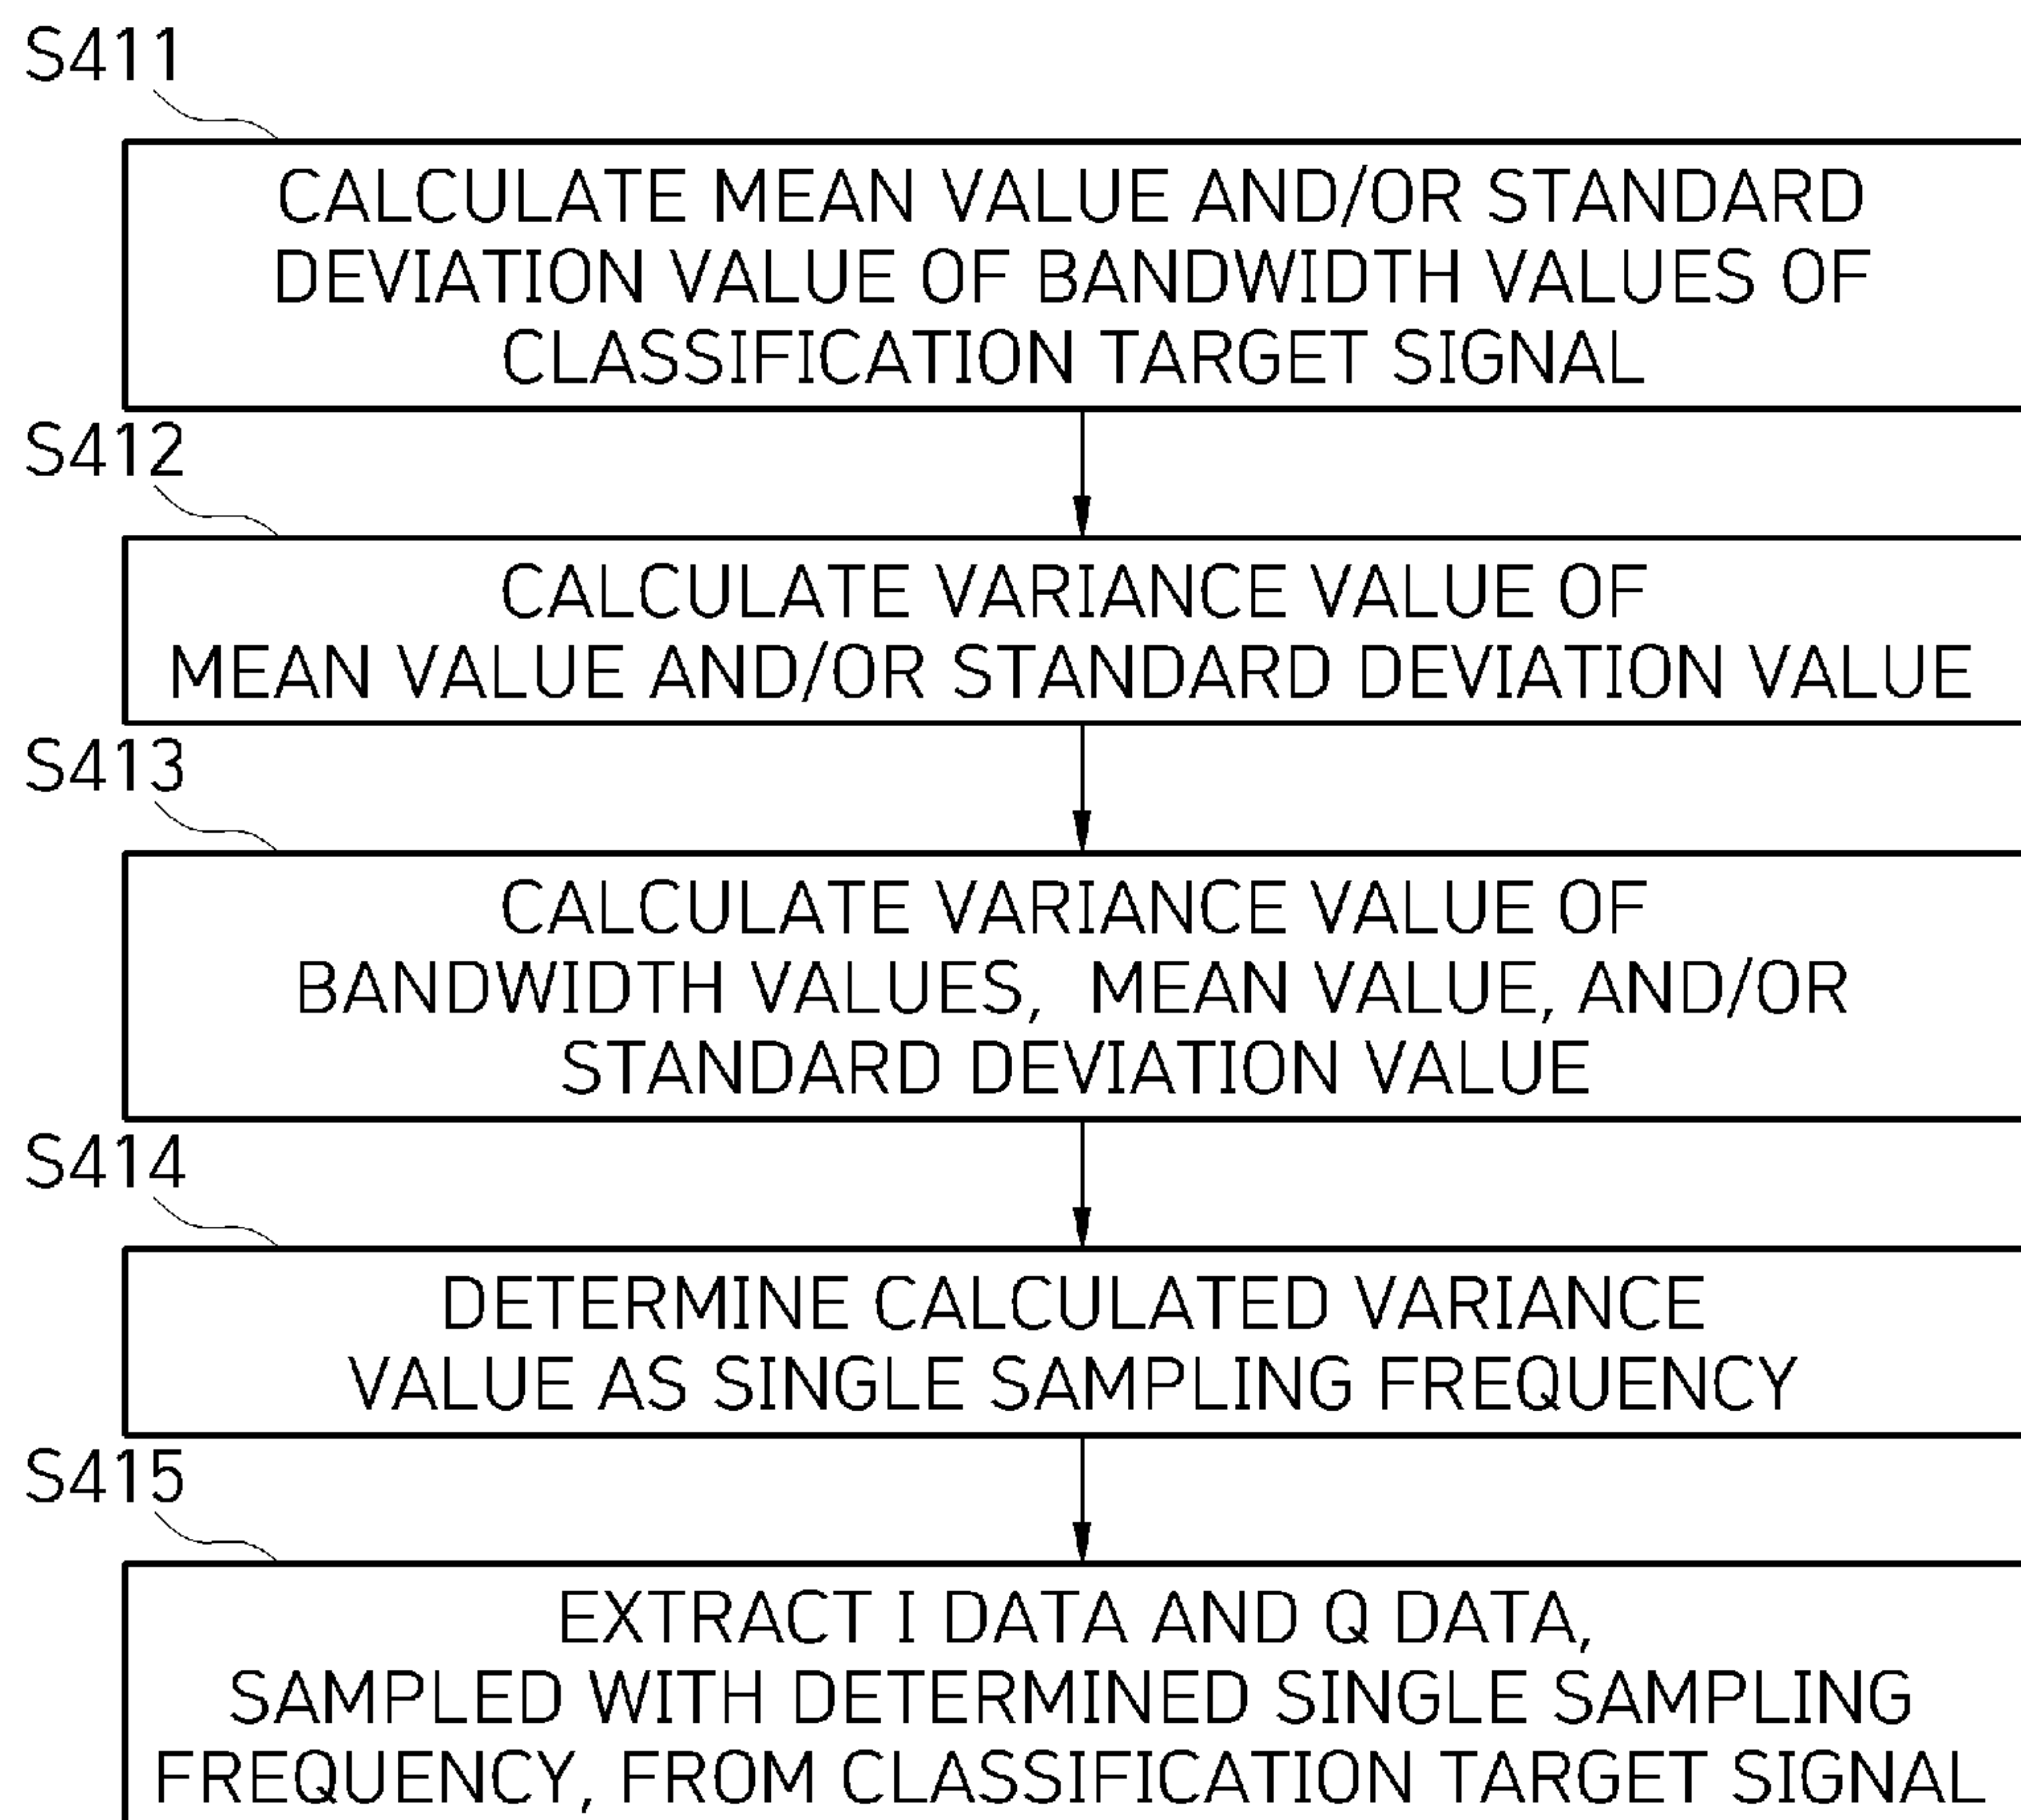 S411
CALCULATE MEAN VALUE AND/OR STANDARD
DEVIATION VALUE OF BANDWIDTH VALUES OF
CLASSIFICATION TARGET SIGNAL
S412
CALCULATE VARIANCE VALUE OF
MEAN VALUE AND/OR STANDARD DEVIATION VALUE
S413
CALCULATE VARIANCE VALUE OF
BANDWIDTH VALUES, MEAN VALUE, AND/OR
STANDARD DEVIATION VALUE
S414
DETERMINE CALCULATED VARIANCE
VALUE AS SINGLE SAMPLING FREQUENCY
S415
EXTRACT I DATA AND Q DATA,
SAMPLED WITH DETERMINED SINGLE SAMPLING
FREQUENCY, FROM CLASSIFICATION TARGET SIGNAL